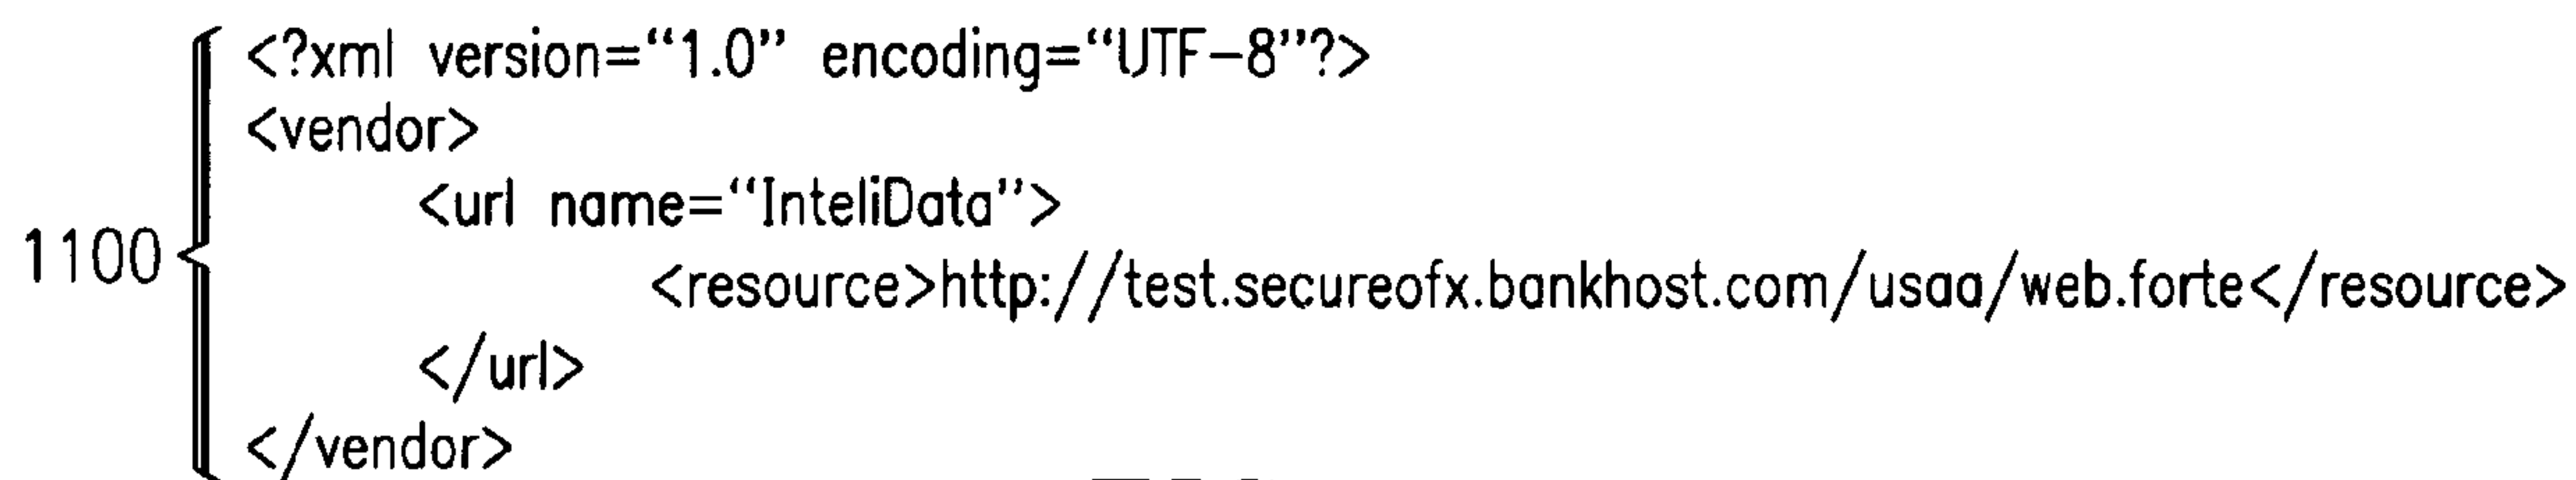 <?xml version=“1.0” encoding=“UTF-8”?>
<vendor>
<url name=“InteliData”>
1100
<resource>http://test.secureofx.bankhost.com/usaa/web.forte</resource>
</url>
</vendor>